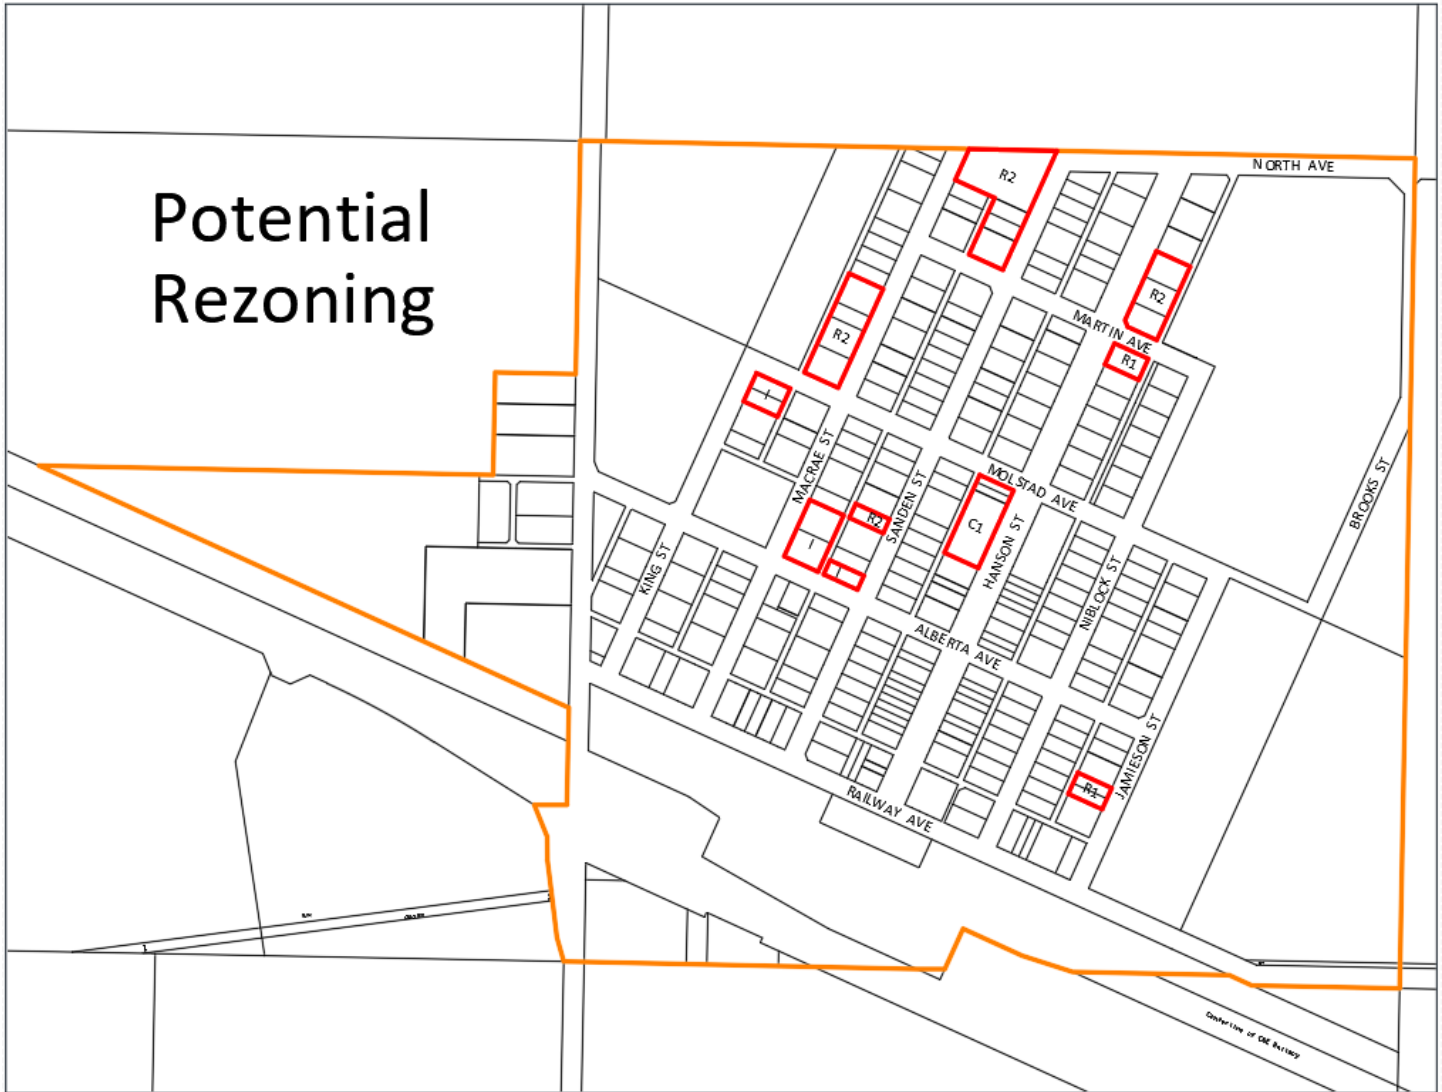 Potential
Rezoning
NORTH AVE
R2
R2
R2
MARTIN AVE
R1
I
MACRAE ST
MOLSTAD AVE
BROOKS ST
SANDEN ST
R2
C1
I
I
HANSON ST
KING ST
NIBLOCK ST
ALBERTA AVE
JAMIESON ST
R1
RAILWAY AVE